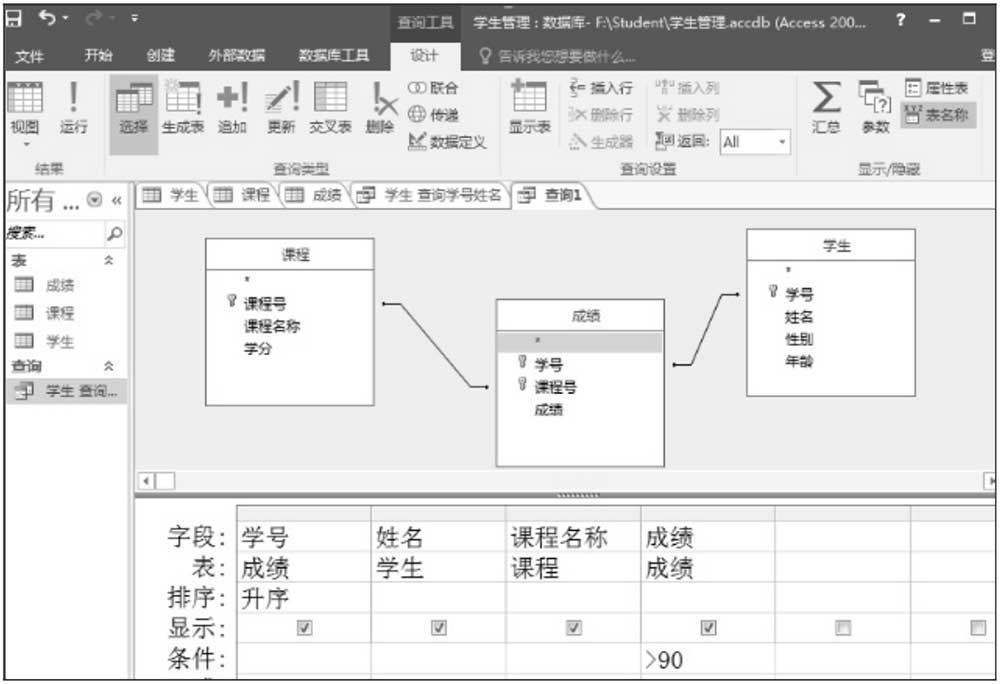 查询工具
学生管理 : 数据库- F:\Student\学生管理.accdb (Access 200...
?
文件
开始
创建
外部数据
数据库工具
设计
告诉我您想要做什么...
登
视图
运行
结果
选择
生成表
追加
更新
交叉表
删除
联合
传递
数据定义
查询类型
显示表
插入行
删除行
生成器
插入列
删除列
返回: All
查询设置
汇总
参数
属性表
表名称
显示/隐藏
所有 ...
搜索...
表
成绩
课程
学生
查询
学生 查询...
学生
课程
成绩
学生 查询学号姓名
查询1
课程
*
课程号
课程名称
学分
成绩
*
学号
课程号
成绩
学生
*
学号
姓名
性别
年龄
字段: 学号 姓名 课程名称 成绩
表: 成绩 学生 课程 成绩
排序: 升序
显示:
条件: >90